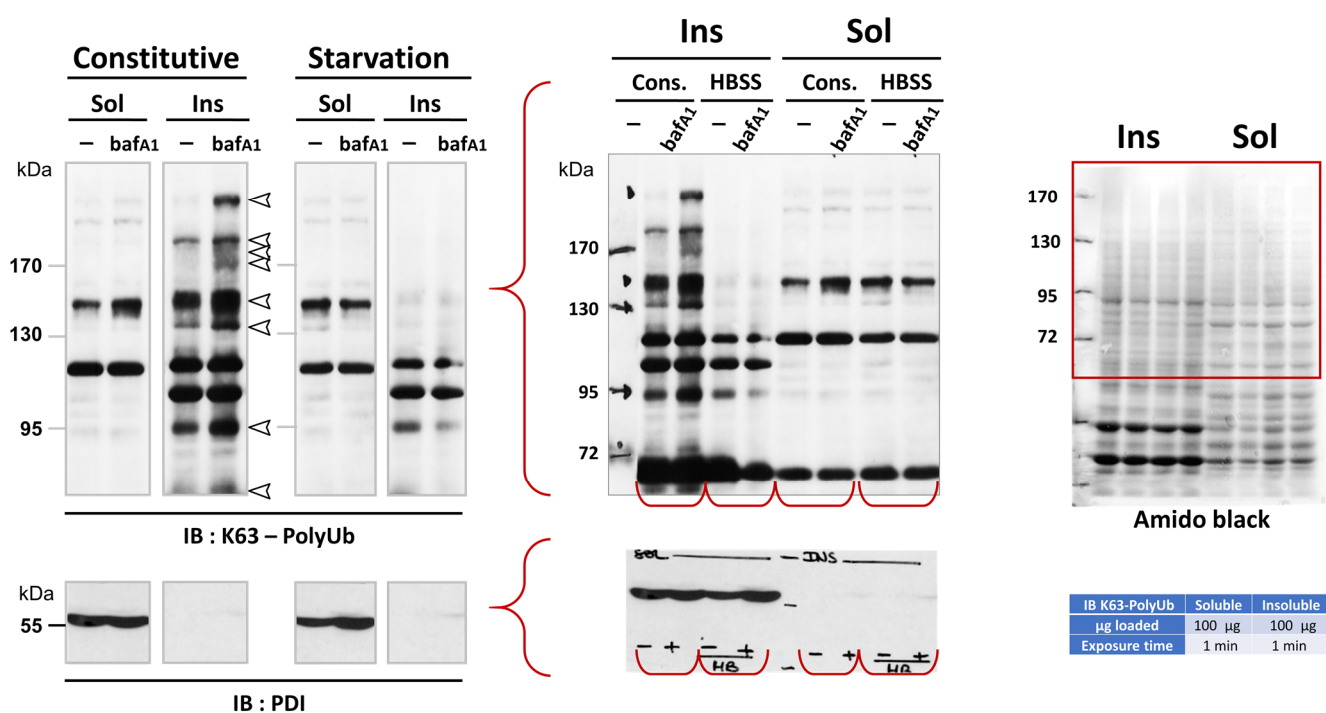 Constitutive Starvation
Sol Ins Sol Ins
– bafA1 – bafA1 – bafA1 – bafA1
kDa
170
130
95
IB : K63 – PolyUb
kDa
55
IB : PDI
Ins Sol
Cons. HBSS Cons. HBSS
– bafA1 – bafA1 – bafA1 – bafA1
kDa
170
130
95
72
SOL INS
– + – + – + – +
HB HB
Ins Sol
170
130
95
72
Amido black
IB K63-PolyUb Soluble Insoluble
µg loaded 100 µg 100 µg
Exposure time 1 min 1 min